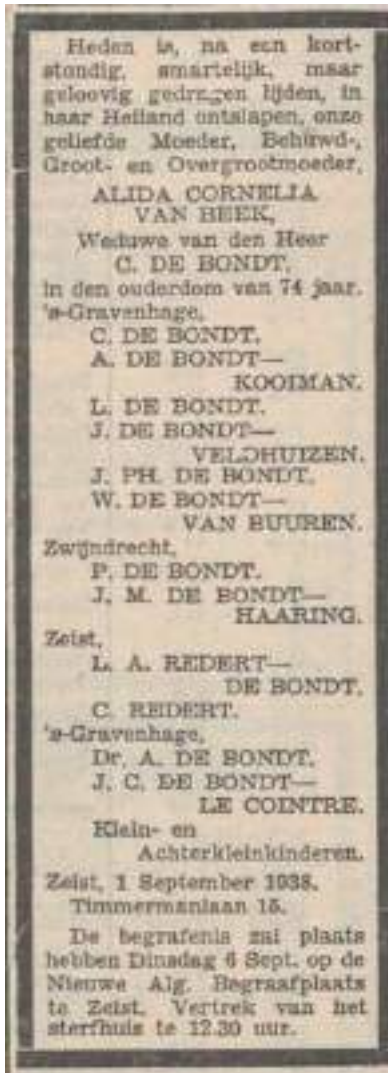 Heden is, na een kort-
stondig, smartelijk, maar
geloovig gedragen lijden, in
haar Heiland ontslapen, onze
geliefde Moeder, Behuwd-,
Groot- en Overgrootmoeder,
ALIDA CORNELIA
VAN BEEK,
Weduwe van den Heer
C. DE BONDT,
in den ouderdom van 74 jaar.
's-Gravenhage,
C. DE BONDT.
A. DE BONDT—
KOOIMAN.
L. DE BONDT.
J. DE BONDT—
VELDHUIZEN.
J. PH. DE BONDT.
W. DE BONDT—
VAN BUUREN.
Zwijndrecht,
P. DE BONDT.
J. M. DE BONDT—
HAARING.
Zeist,
L. A. REDERT—
DE BONDT.
C. REDERT.
's-Gravenhage,
Dr. A. DE BONDT.
J. C. DE BONDT—
LE COINTRE.
Klein- en
Achterkleinkinderen.
Zeist, 1 September 1938.
Timmermanlaan 15.
De begrafenis zal plaats
hebben Dinsdag 6 Sept. op de
Nieuwe Alg. Begraafplaats
te Zeist. Vertrek van het
sterfhuis te 12.30 uur.